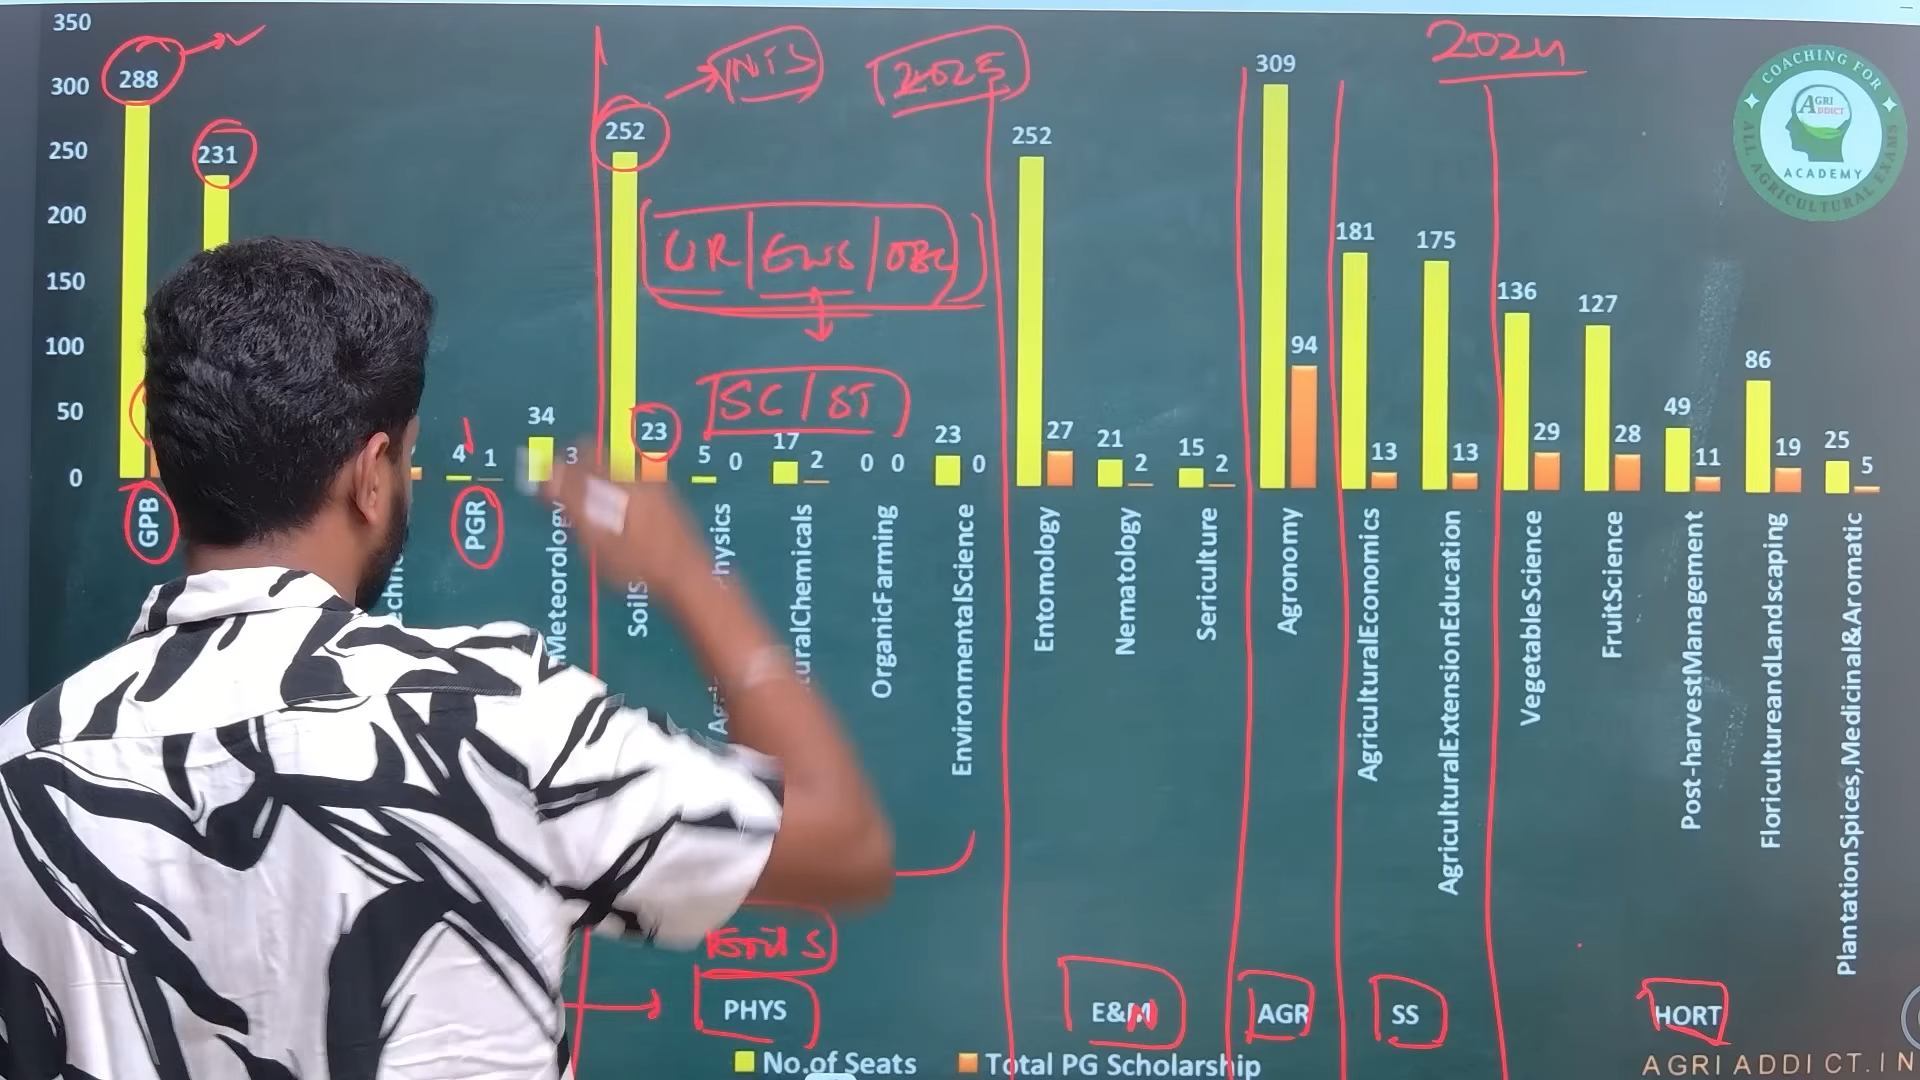 350
300
250
200
150
100
50
0
288
231
4
1
34
3
252
23
5
0
17
2
0
0
23
0
252
27
21
2
15
2
309
94
181
13
175
13
136
29
127
28
49
11
86
19
25
5
NTS
2025
2024
UR/EWS/OBC
SC/ST
GPB
PGR
Meteorology
OrganicFarming
EnvironmentalScience
Entomology
Nematology
Sericulture
Agronomy
AgriculturalEconomics
AgriculturalExtensionEducation
VegetableScience
FruitScience
Post-harvestManagement
FloricultureandLandscaping
PlantationSpices,Medicinal&Aromatic
PHYS
E&
N
AGR
SS
HORT
No.of Seats
Total PG Scholarship
COACHING FOR
ALL AGRICULTURAL EXAMS
AGRI
ADDICT
ACADEMY
AGRIADDICT.IN